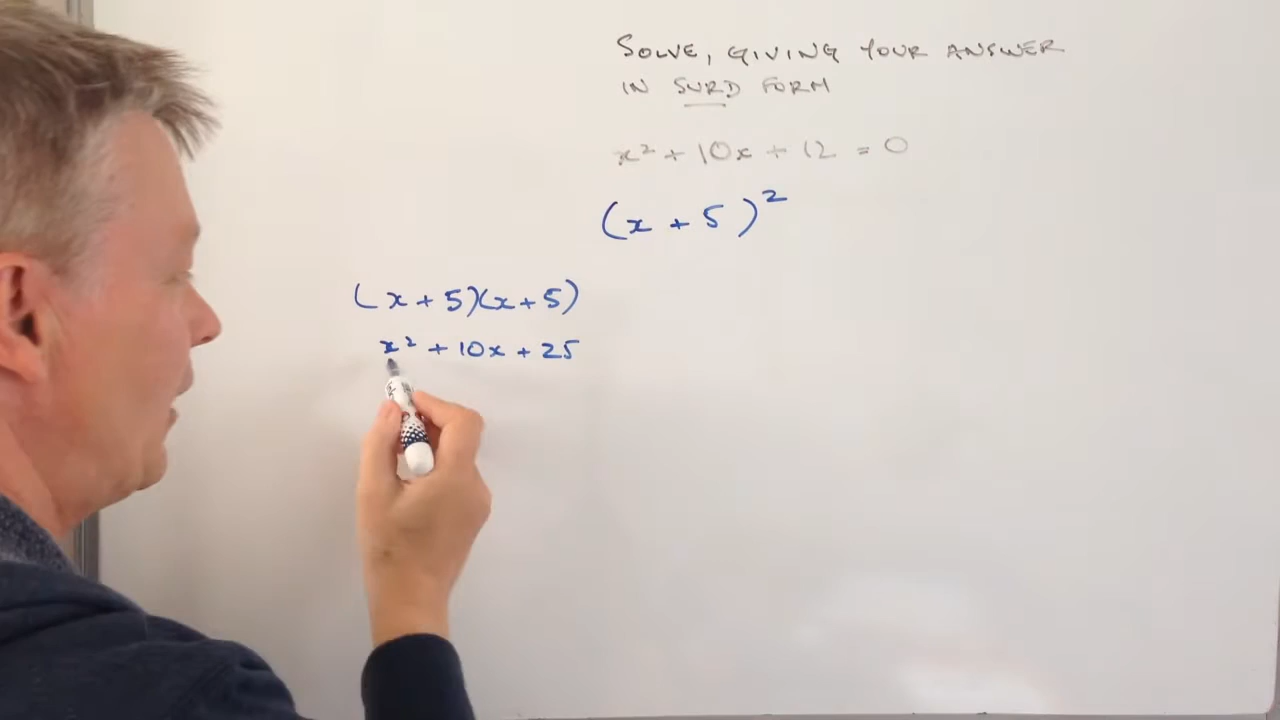 SOLVE, GIVING YOUR ANSWER
IN SURD FORM
x² + 10x + 12 = 0
(x + 5)²
(x + 5)(x + 5)
x² + 10x + 25